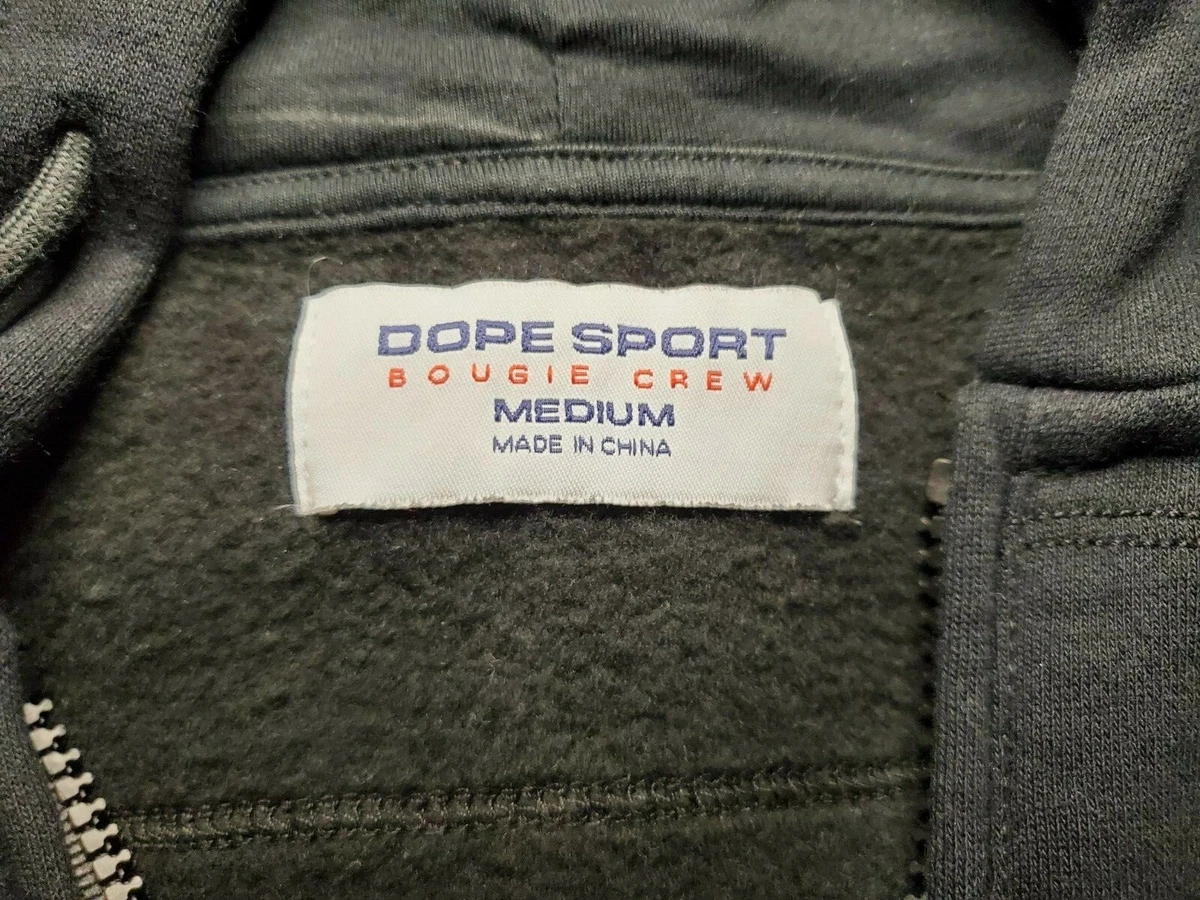 DOPE SPORT
BOUGIE CREW
MEDIUM
MADE IN CHINA